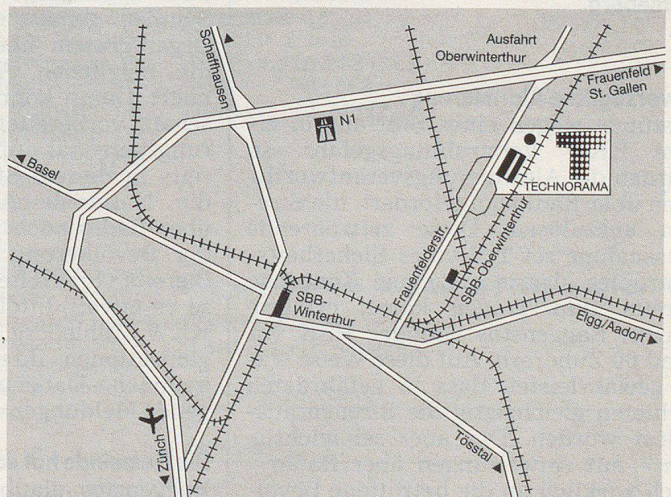 Schaffhausen
Ausfahrt
Oberwinterthur
Frauenfeld
St. Gallen
N1
Basel
T
TECHNORAMA
Frauenfelderstr.
SBB-Oberwinterthur
SBB-
Winterthur
Elgg/Aadorf
Zürich
Tösstal